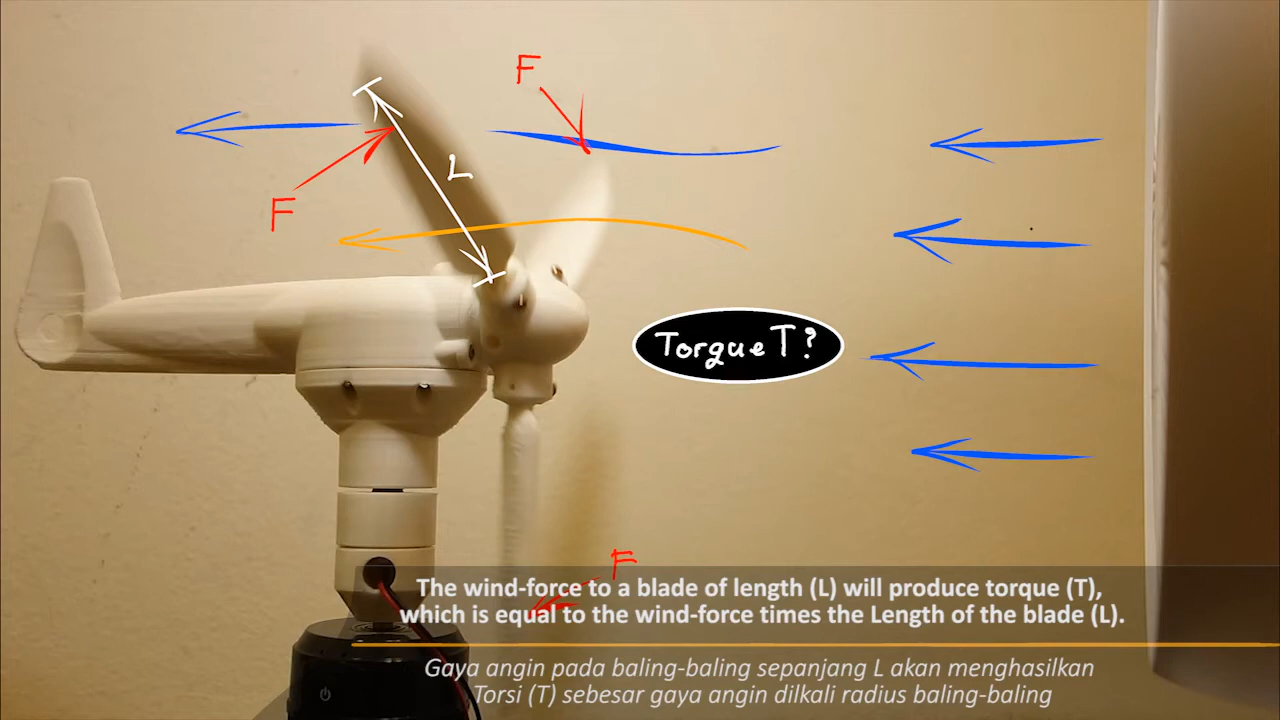 F
F
L
Torque T?
F
The wind-force to a blade of length (L) will produce torque (T),
which is equal to the wind-force times the Length of the blade (L).
Gaya angin pada baling-baling sepanjang L akan menghasilkan
Torsi (T) sebesar gaya angin dilkali radius baling-baling